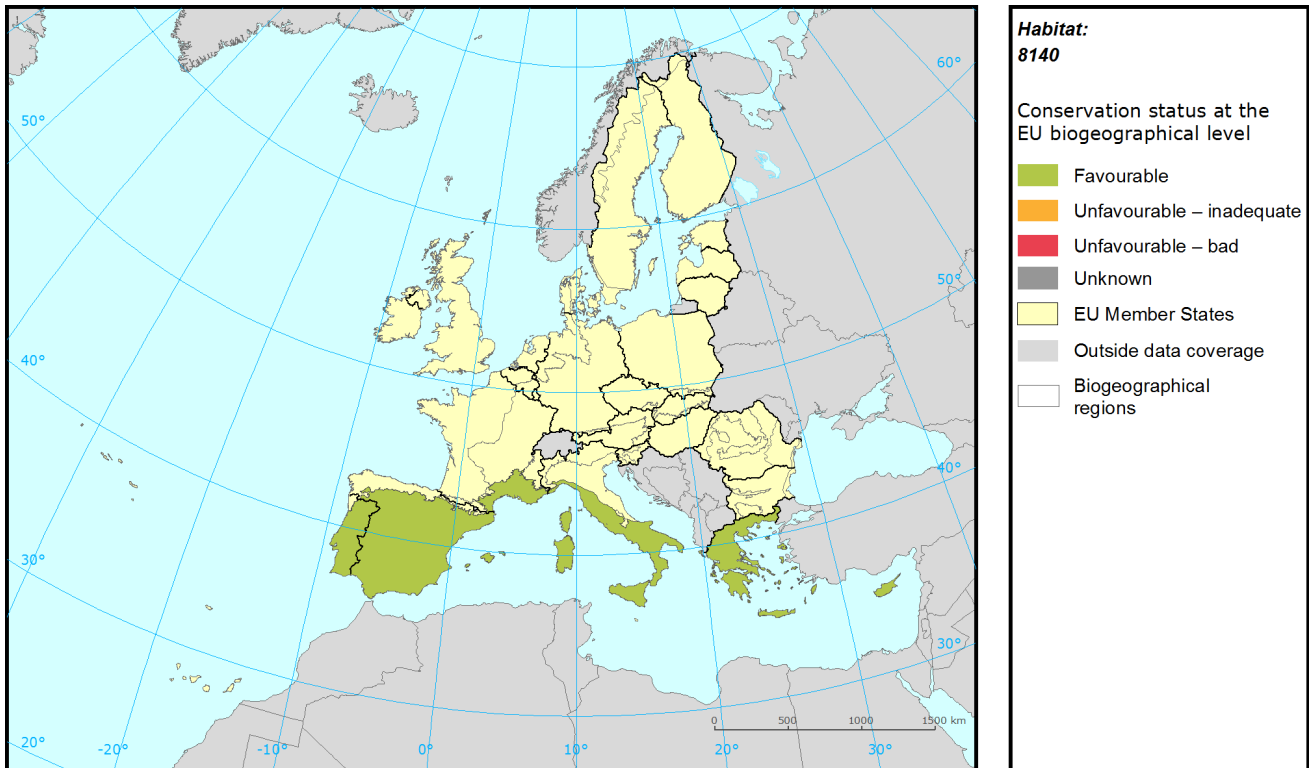 60°
50°
50°
40°
40°
30°
30°
20°
-20°
-10°
0°
10°
20°
30°
0 500 1000 1500 km
Habitat:
8140
Conservation status at the
EU biogeographical level
Favourable
Unfavourable – inadequate
Unfavourable – bad
Unknown
EU Member States
Outside data coverage
Biogeographical
regions